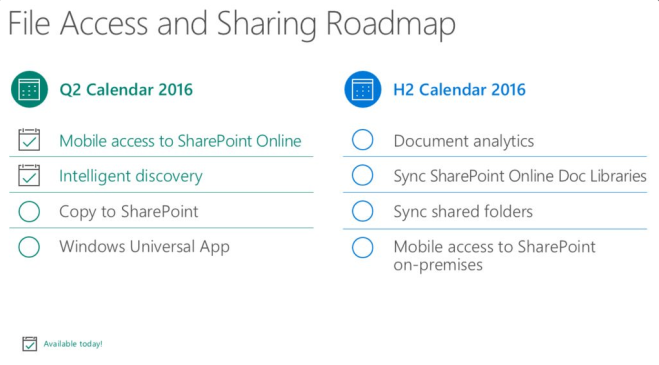 File Access and Sharing Roadmap
Q2 Calendar 2016
Mobile access to SharePoint Online
Intelligent discovery
Copy to SharePoint
Windows Universal App
H2 Calendar 2016
Document analytics
Sync SharePoint Online Doc Libraries
Sync shared folders
Mobile access to SharePoint
on-premises
Available today!